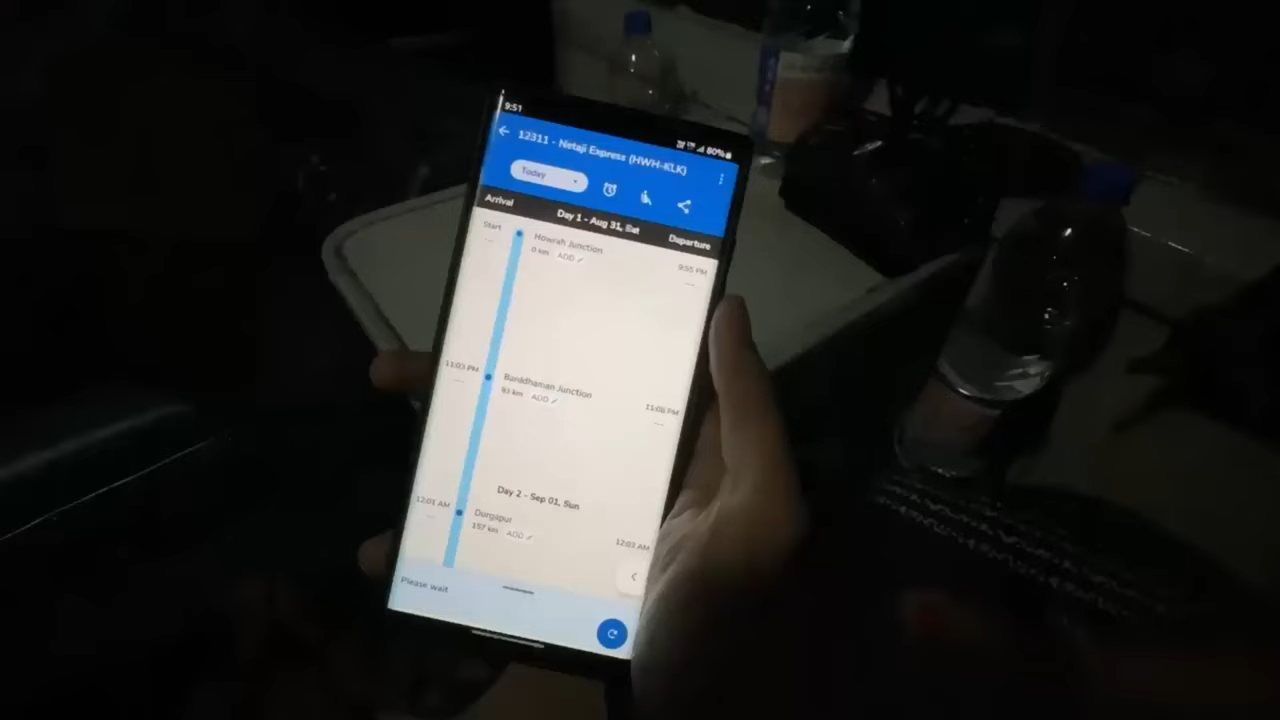 9:51
80%
12311 - Netaji Express (HWH-KLK)
Today
Arrival
Day 1 - Aug 31, Sat
Departure
Start
Howrah Junction
0 km
ADD
9:55 PM
11:03 PM
Barddhaman Junction
93 km
ADD
11:08 PM
Day 2 - Sep 01, Sun
12:01 AM
Durgapur
157 km
ADD
12:03 AM
Please wait